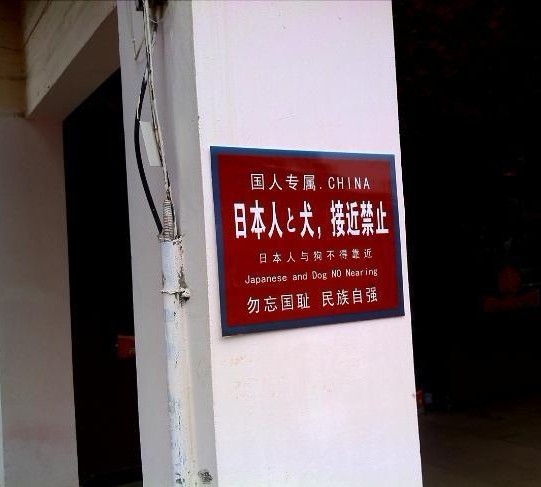 国人专属.CHINA
日本人と犬，接近禁止
日本人与狗不得靠近
Japanese and Dog NO Nearing
勿忘国耻 民族自强